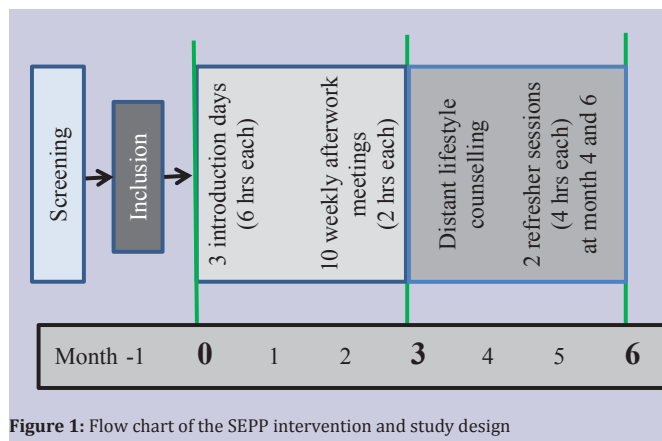 Screening
Inclusion
3 introduction days
(6 hrs each)
10 weekly afterwork
meetings
(2 hrs each)
Distant lifestyle
counselling
2 refresher sessions
(4 hrs each)
at month 4 and 6
Month -1 0 1 2 3 4 5 6
Figure 1: Flow chart of the SEPP intervention and study design